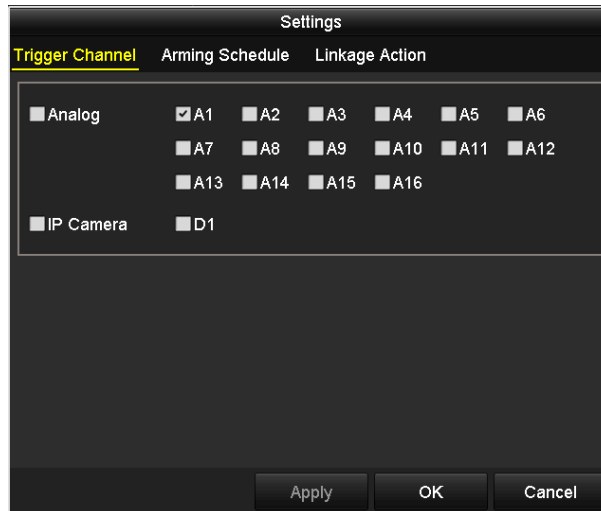 Settings
Trigger Channel Arming Schedule Linkage Action
Analog A1 A2 A3 A4 A5 A6
A7 A8 A9 A10 A11 A12
A13 A14 A15 A16
IP Camera D1
Apply OK Cancel